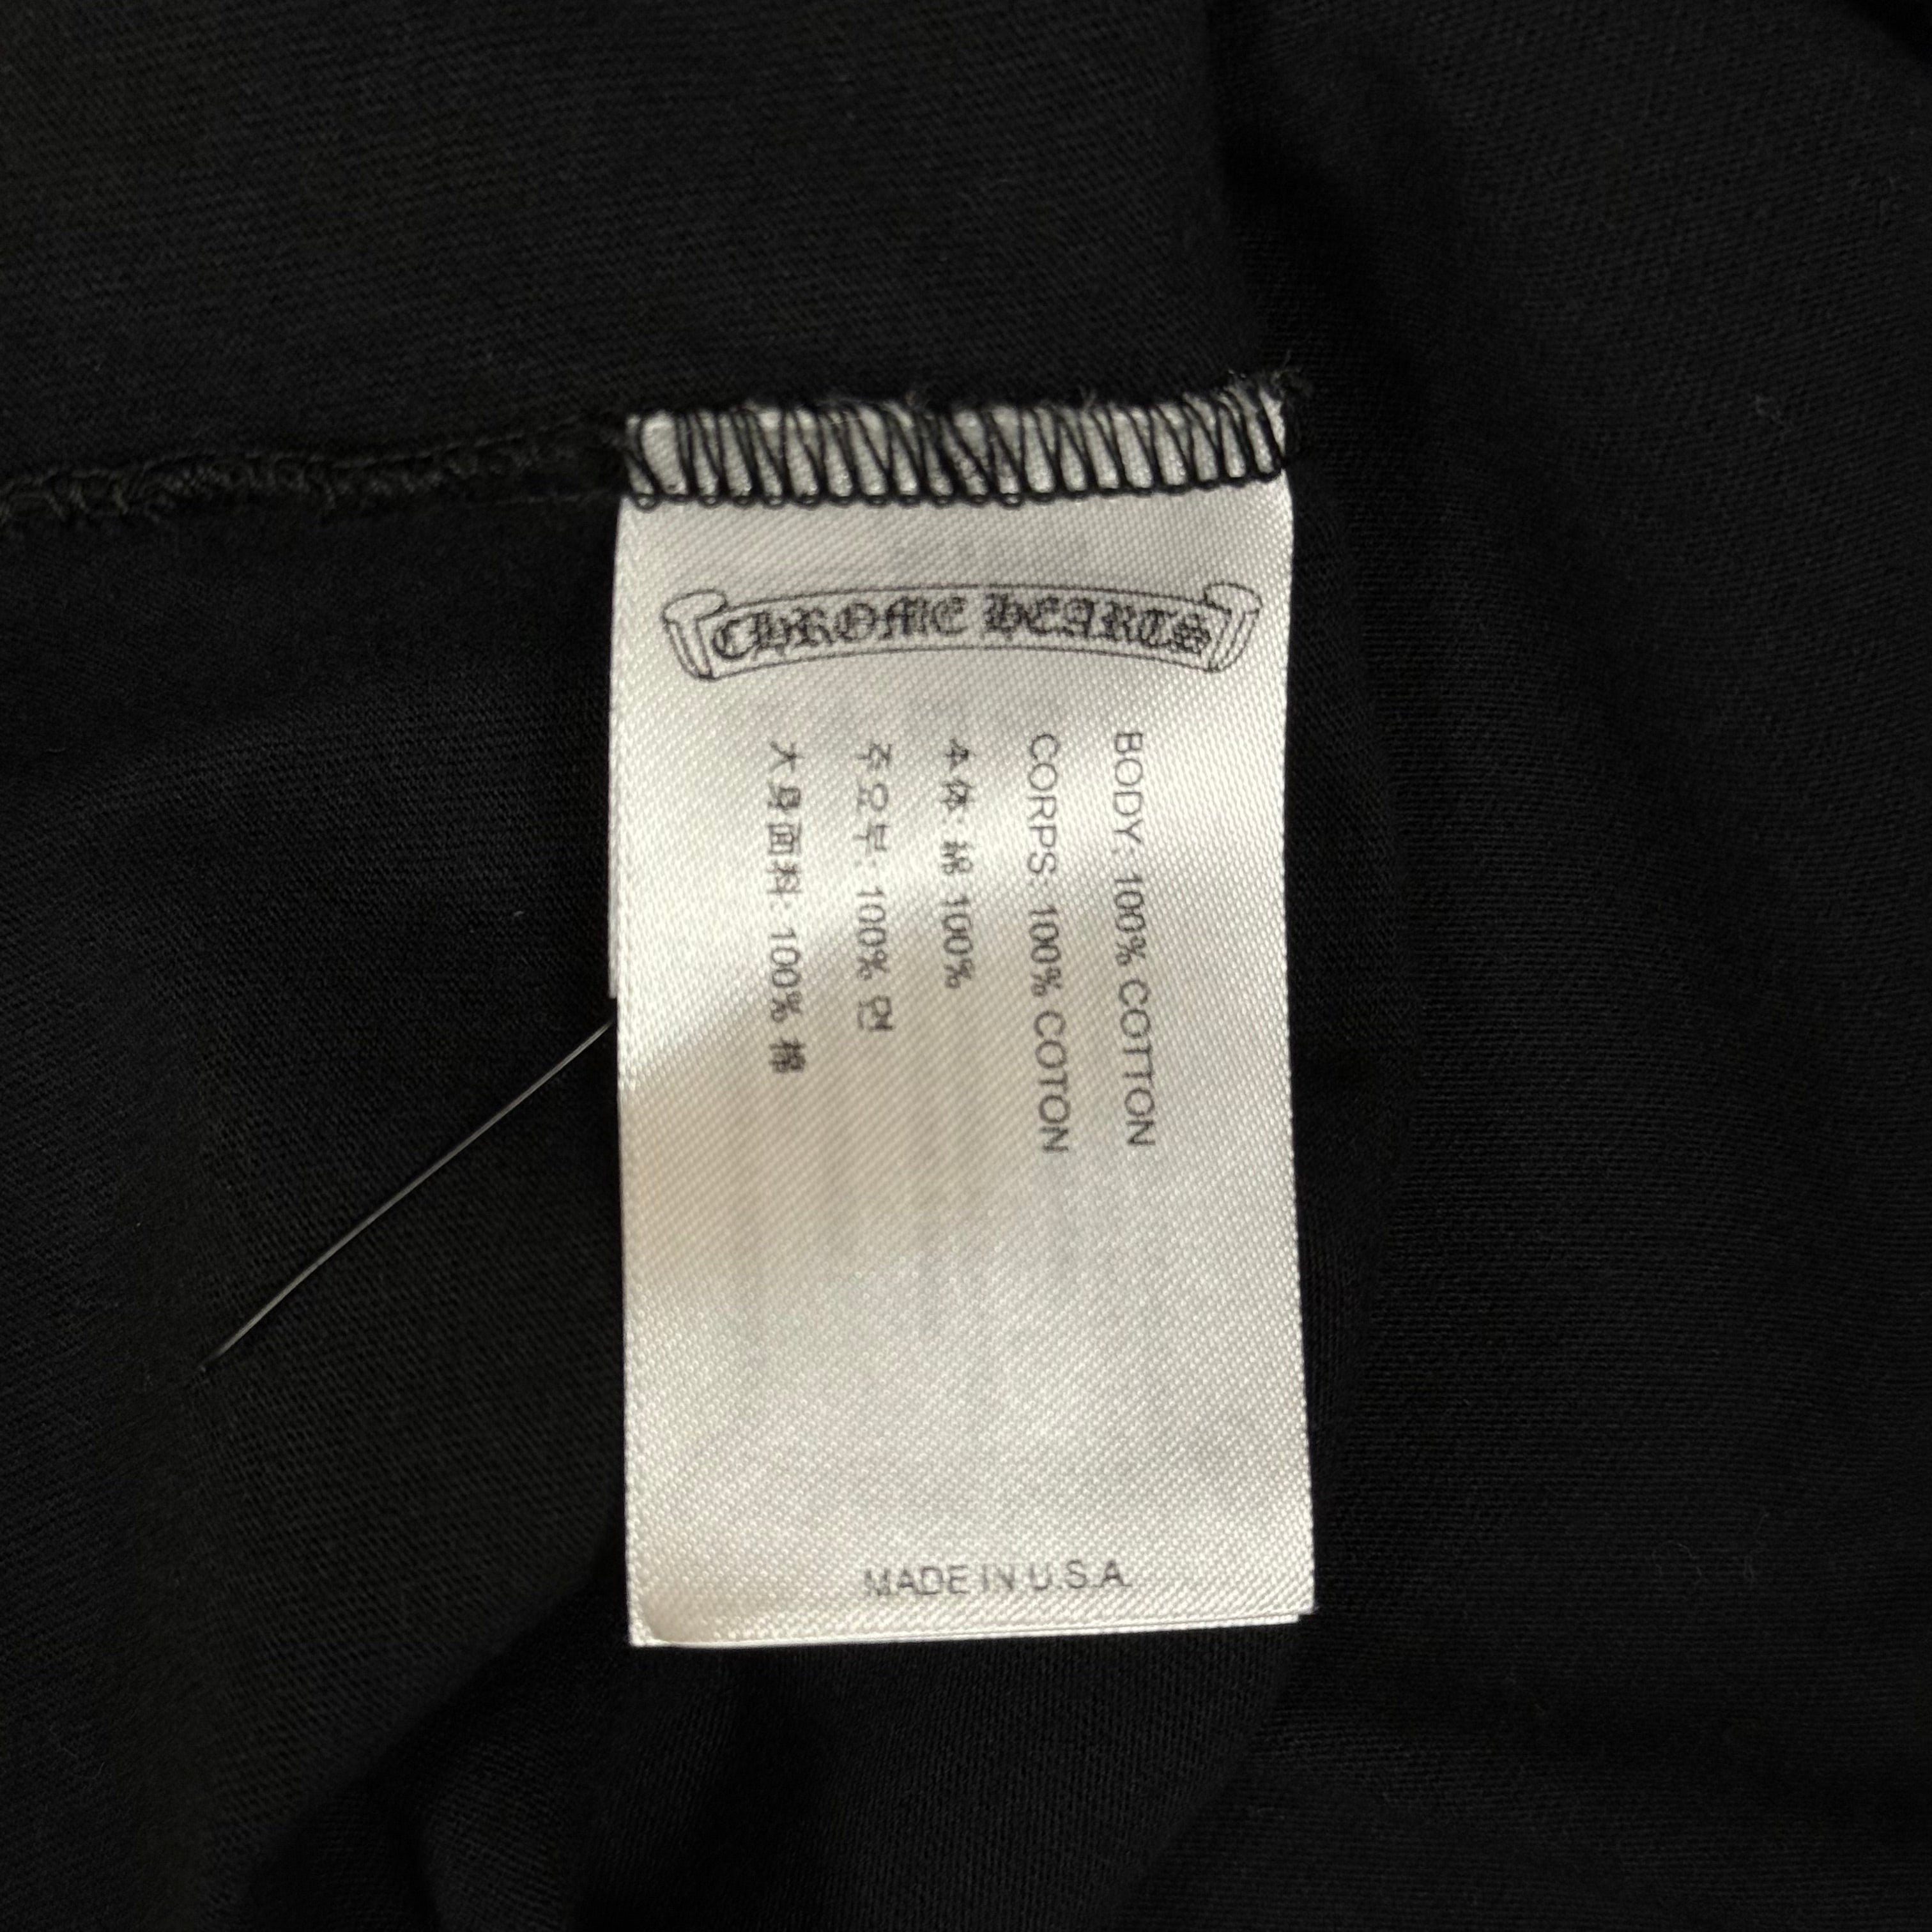 CHROME HEARTS
BODY: 100% COTTON
CORPS: 100% COTON
本体: 綿 100%
주요부: 100% 면
大身面料: 100% 棉
MADE IN U.S.A.